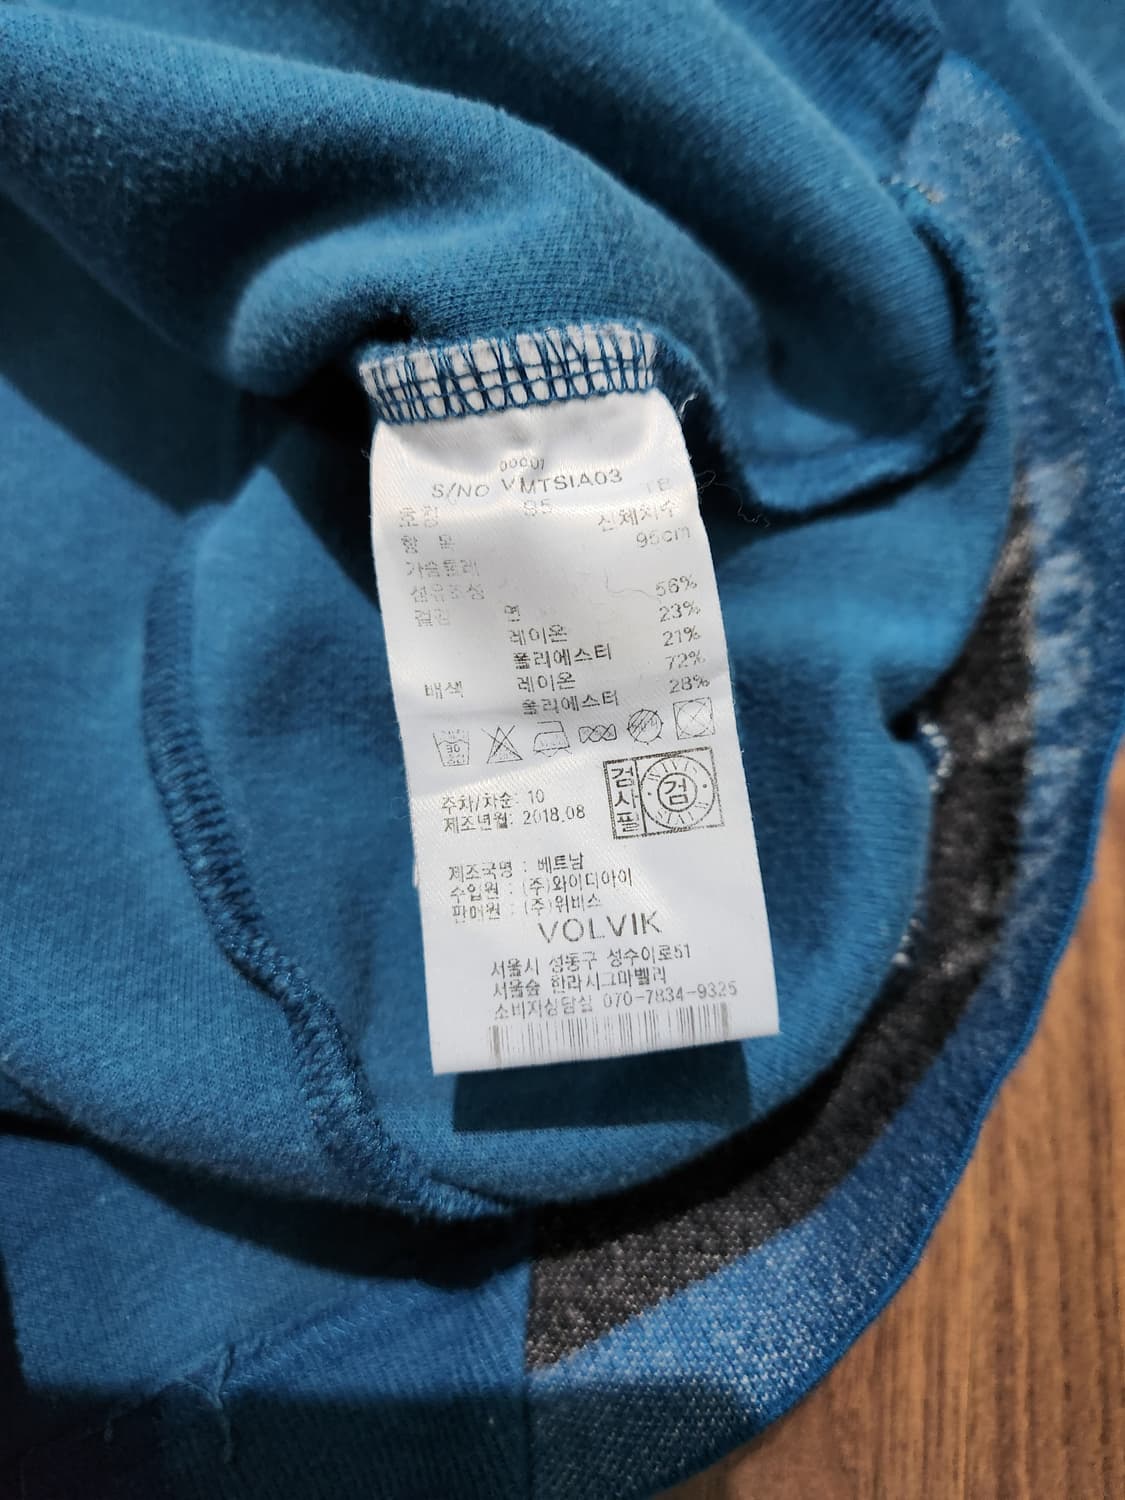 00001
S/NO VMTSIA03 TB
호칭 95 신체치수
항 목 95cm
가슴둘레
섬유조성 56%
겉감 면 23%
레이온 21%
폴리에스터 72%
배색 레이온 28%
폴리에스터
30
검사필 검
주차/차순: 10
제조년월: 2018.08
제조국명 : 베트남
수입원 : (주)와이디아이
판매원 : (주)위비스
VOLVIK
서울시 성동구 성수이로51
서울숲 한라시그마밸리
소비자상담실 070-7834-9325